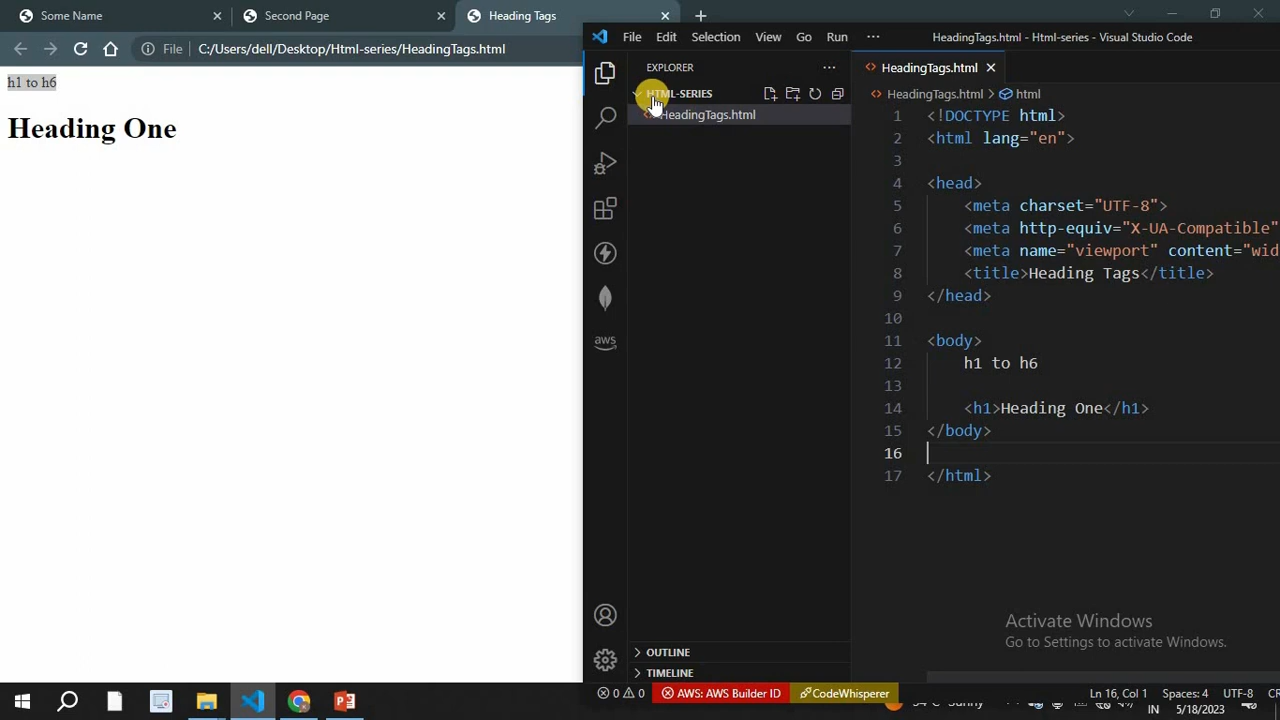 Some Name
Second Page
Heading Tags
File
C:/Users/dell/Desktop/Html-series/HeadingTags.html
h1 to h6
Heading One
File Edit Selection View Go Run ···
HeadingTags.html - Html-series - Visual Studio Code
EXPLORER
HTML-SERIES
HeadingTags.html
HeadingTags.html
HeadingTags.html > html
1 <!DOCTYPE html>
2 <html lang="en">
3
4 <head>
5 <meta charset="UTF-8">
6 <meta http-equiv="X-UA-Compatible"
7 <meta name="viewport" content="wid
8 <title>Heading Tags</title>
9 </head>
10
11 <body>
12 h1 to h6
13
14 <h1>Heading One</h1>
15 </body>
16
17 </html>
aws
Activate Windows
Go to Settings to activate Windows.
OUTLINE
TIMELINE
0 0 AWS: AWS Builder ID CodeWhisperer
Ln 16, Col 1 Spaces: 4 UTF-8
Sunny
IN 5/18/2023